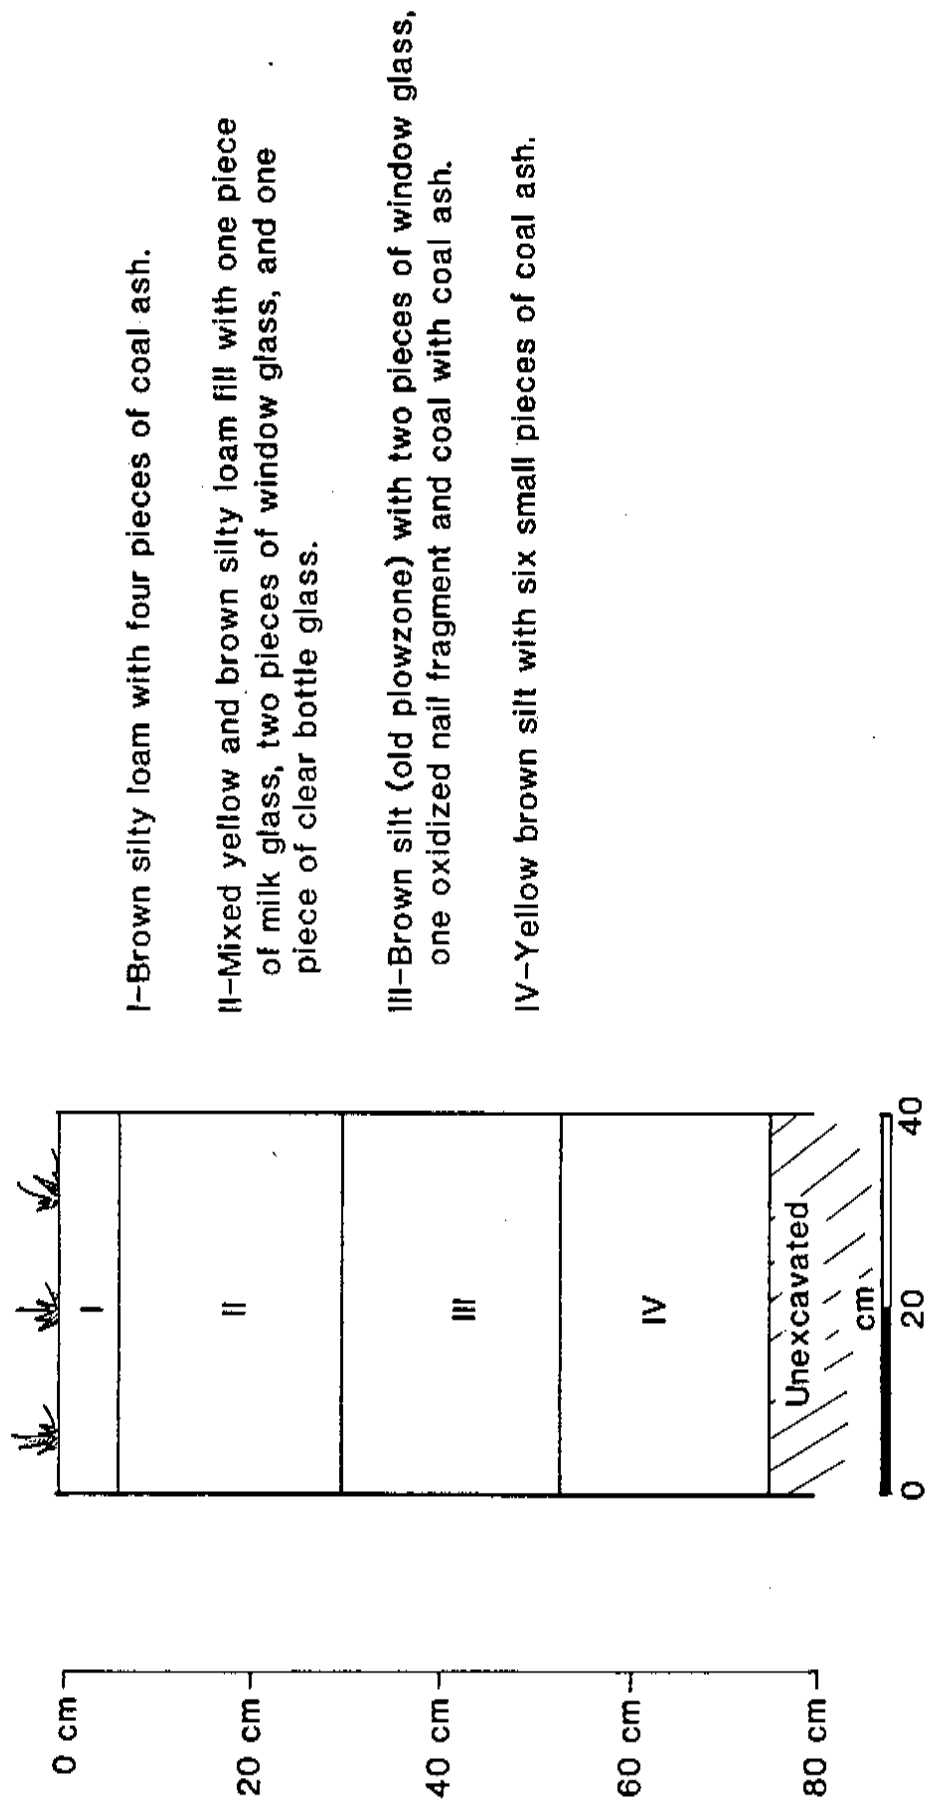 0 cm
20 cm
40 cm
60 cm
80 cm
I
II
III
IV
Unexcavated
cm
0 20 40
I-Brown silty loam with four pieces of coal ash.
II-Mixed yellow and brown silty loam fill with one piece
of milk glass, two pieces of window glass, and one
piece of clear bottle glass.
III-Brown silt (old plowzone) with two pieces of window glass,
one oxidized nail fragment and coal with coal ash.
IV-Yellow brown silt with six small pieces of coal ash.